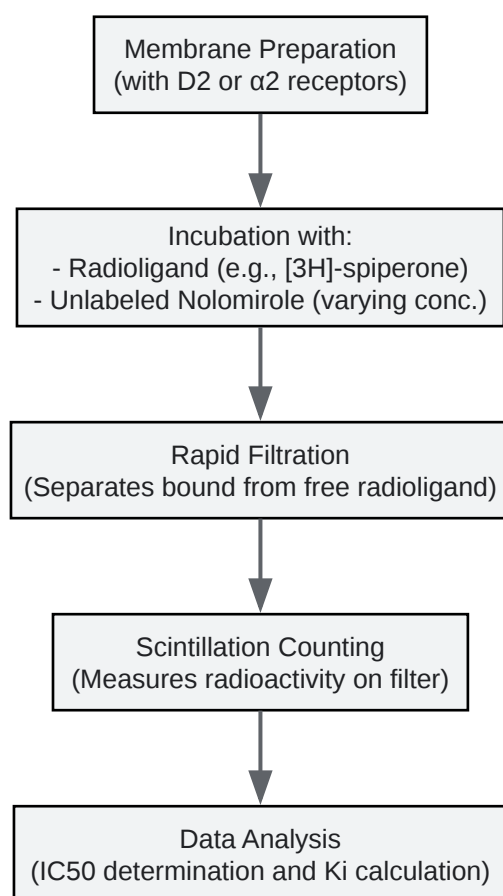 Membrane Preparation
(with D2 or α2 receptors)
Incubation with:
- Radioligand (e.g., [3H]-spiperone)
- Unlabeled Nolomirole (varying conc.)
Rapid Filtration
(Separates bound from free radioligand)
Scintillation Counting
(Measures radioactivity on filter)
Data Analysis
(IC50 determination and Ki calculation)